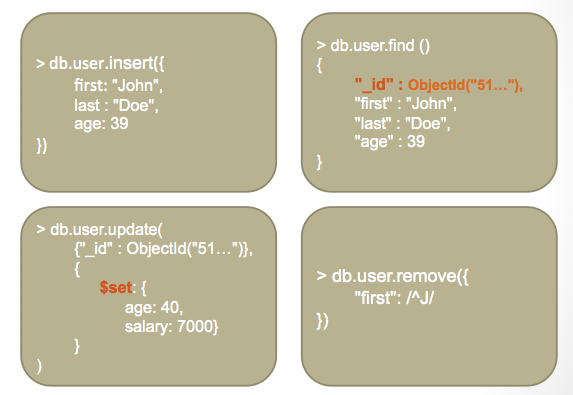 > db.user.insert({
first: "John",
last : "Doe",
age: 39
})
> db.user.find ()
{
"_id" : ObjectId("51…"),
"first" : "John",
"last" : "Doe",
"age" : 39
}
> db.user.update(
{"_id" : ObjectId("51…")},
{
$set: {
age: 40,
salary: 7000}
}
)
> db.user.remove({
"first": /^J/
})